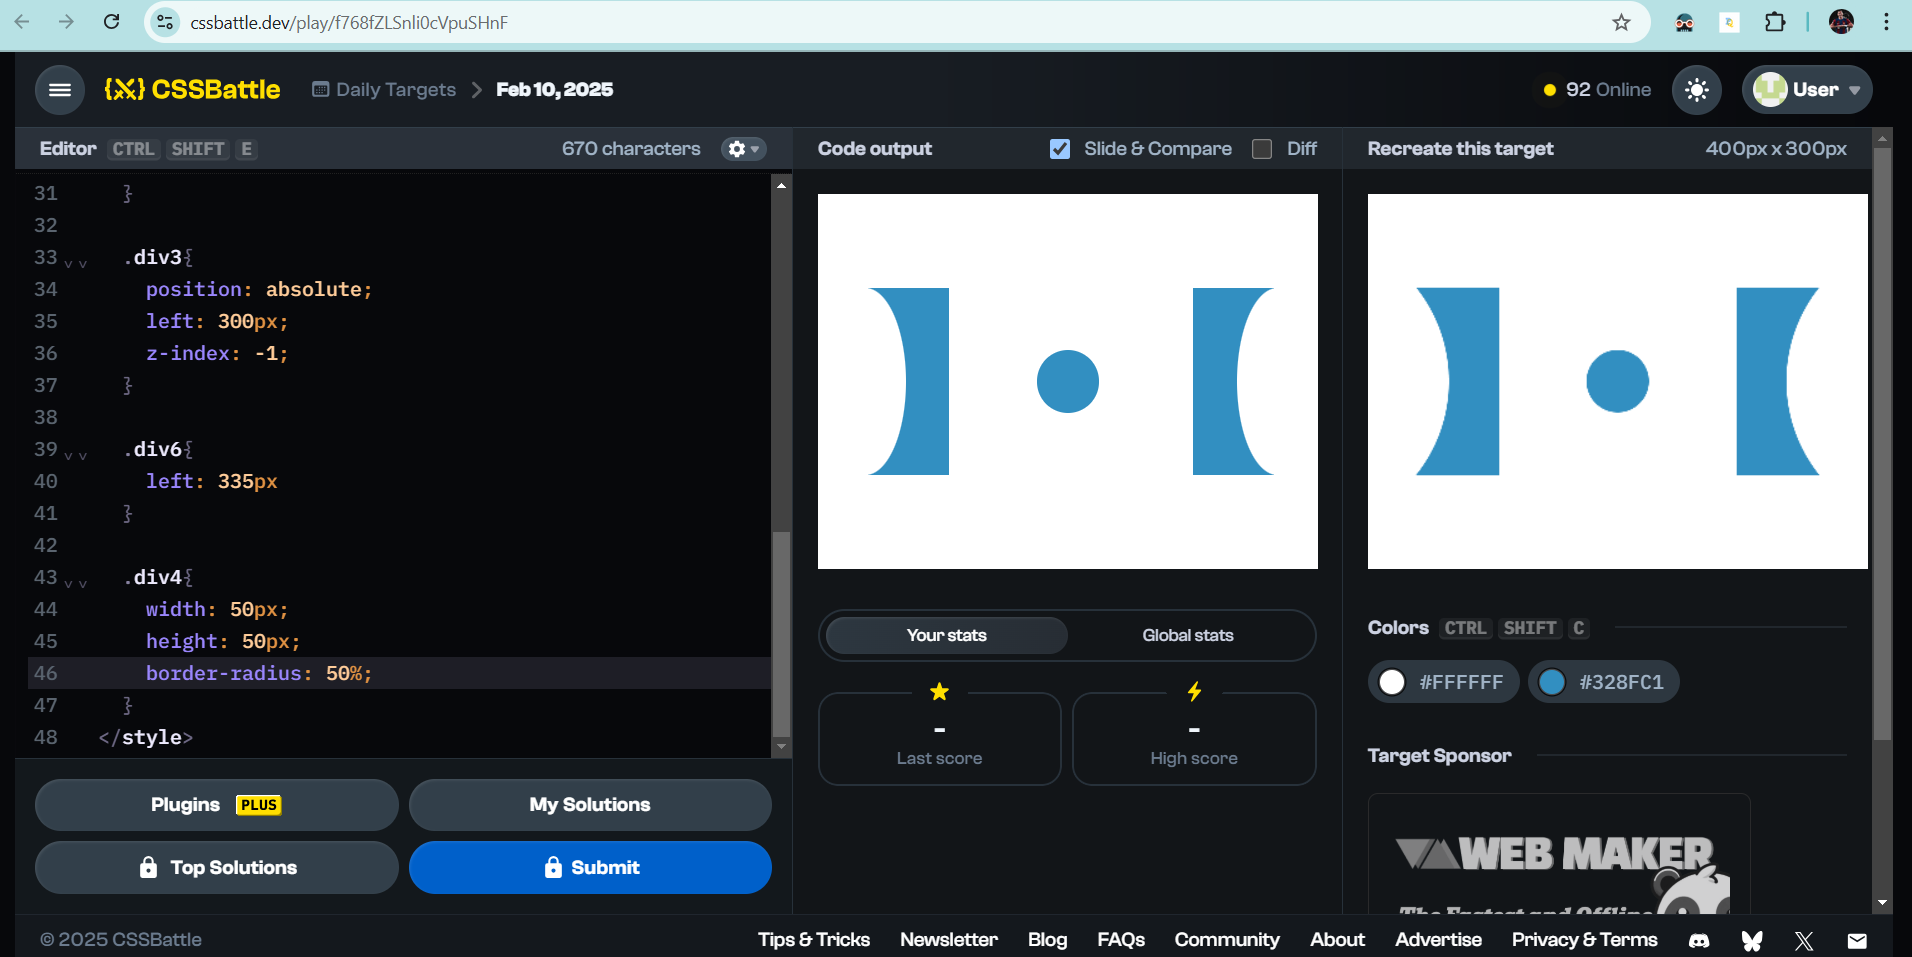 cssbattle.dev/play/f768fZLSnli0cVpuSHnF
{X} CSSBattle
Daily Targets
Feb 10, 2025
92 Online
User
Editor CTRL SHIFT E
670 characters
Code output
Slide & Compare
Diff
Recreate this target
400px x 300px
31 }
32
33 .div3{
34 position: absolute;
35 left: 300px;
36 z-index: -1;
37 }
38
39 .div6{
40 left: 335px
41 }
42
43 .div4{
44 width: 50px;
45 height: 50px;
46 border-radius: 50%;
47 }
48 </style>
Plugins PLUS
My Solutions
Top Solutions
Submit
Your stats
Global stats
-
Last score
-
High score
Colors CTRL SHIFT C
#FFFFFF
#328FC1
Target Sponsor
WEB MAKER
The Fastest and Offline
© 2025 CSSBattle
Tips & Tricks
Newsletter
Blog
FAQs
Community
About
Advertise
Privacy & Terms